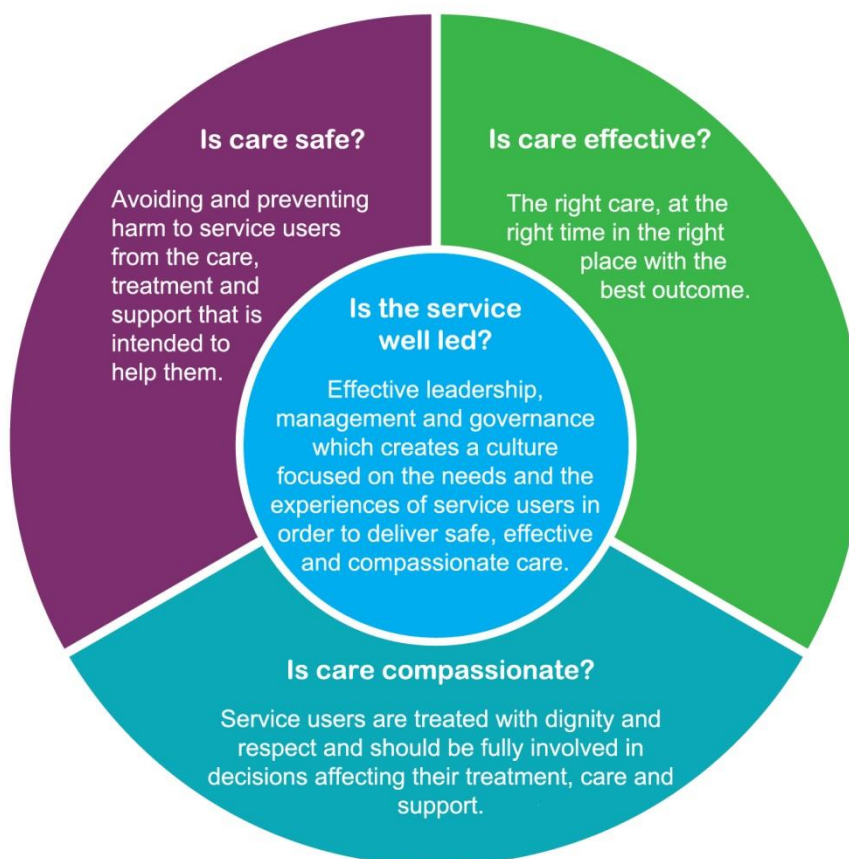 Is care safe?
Avoiding and preventing
harm to service users
from the care,
treatment and
support that is
intended to
help them.
Is care effective?
The right care, at the
right time in the right
place with the
best outcome.
Is the service
well led?
Effective leadership,
management and governance
which creates a culture
focused on the needs and the
experiences of service users in
order to deliver safe, effective
and compassionate care.
Is care compassionate?
Service users are treated with dignity and
respect and should be fully involved in
decisions affecting their treatment, care and
support.